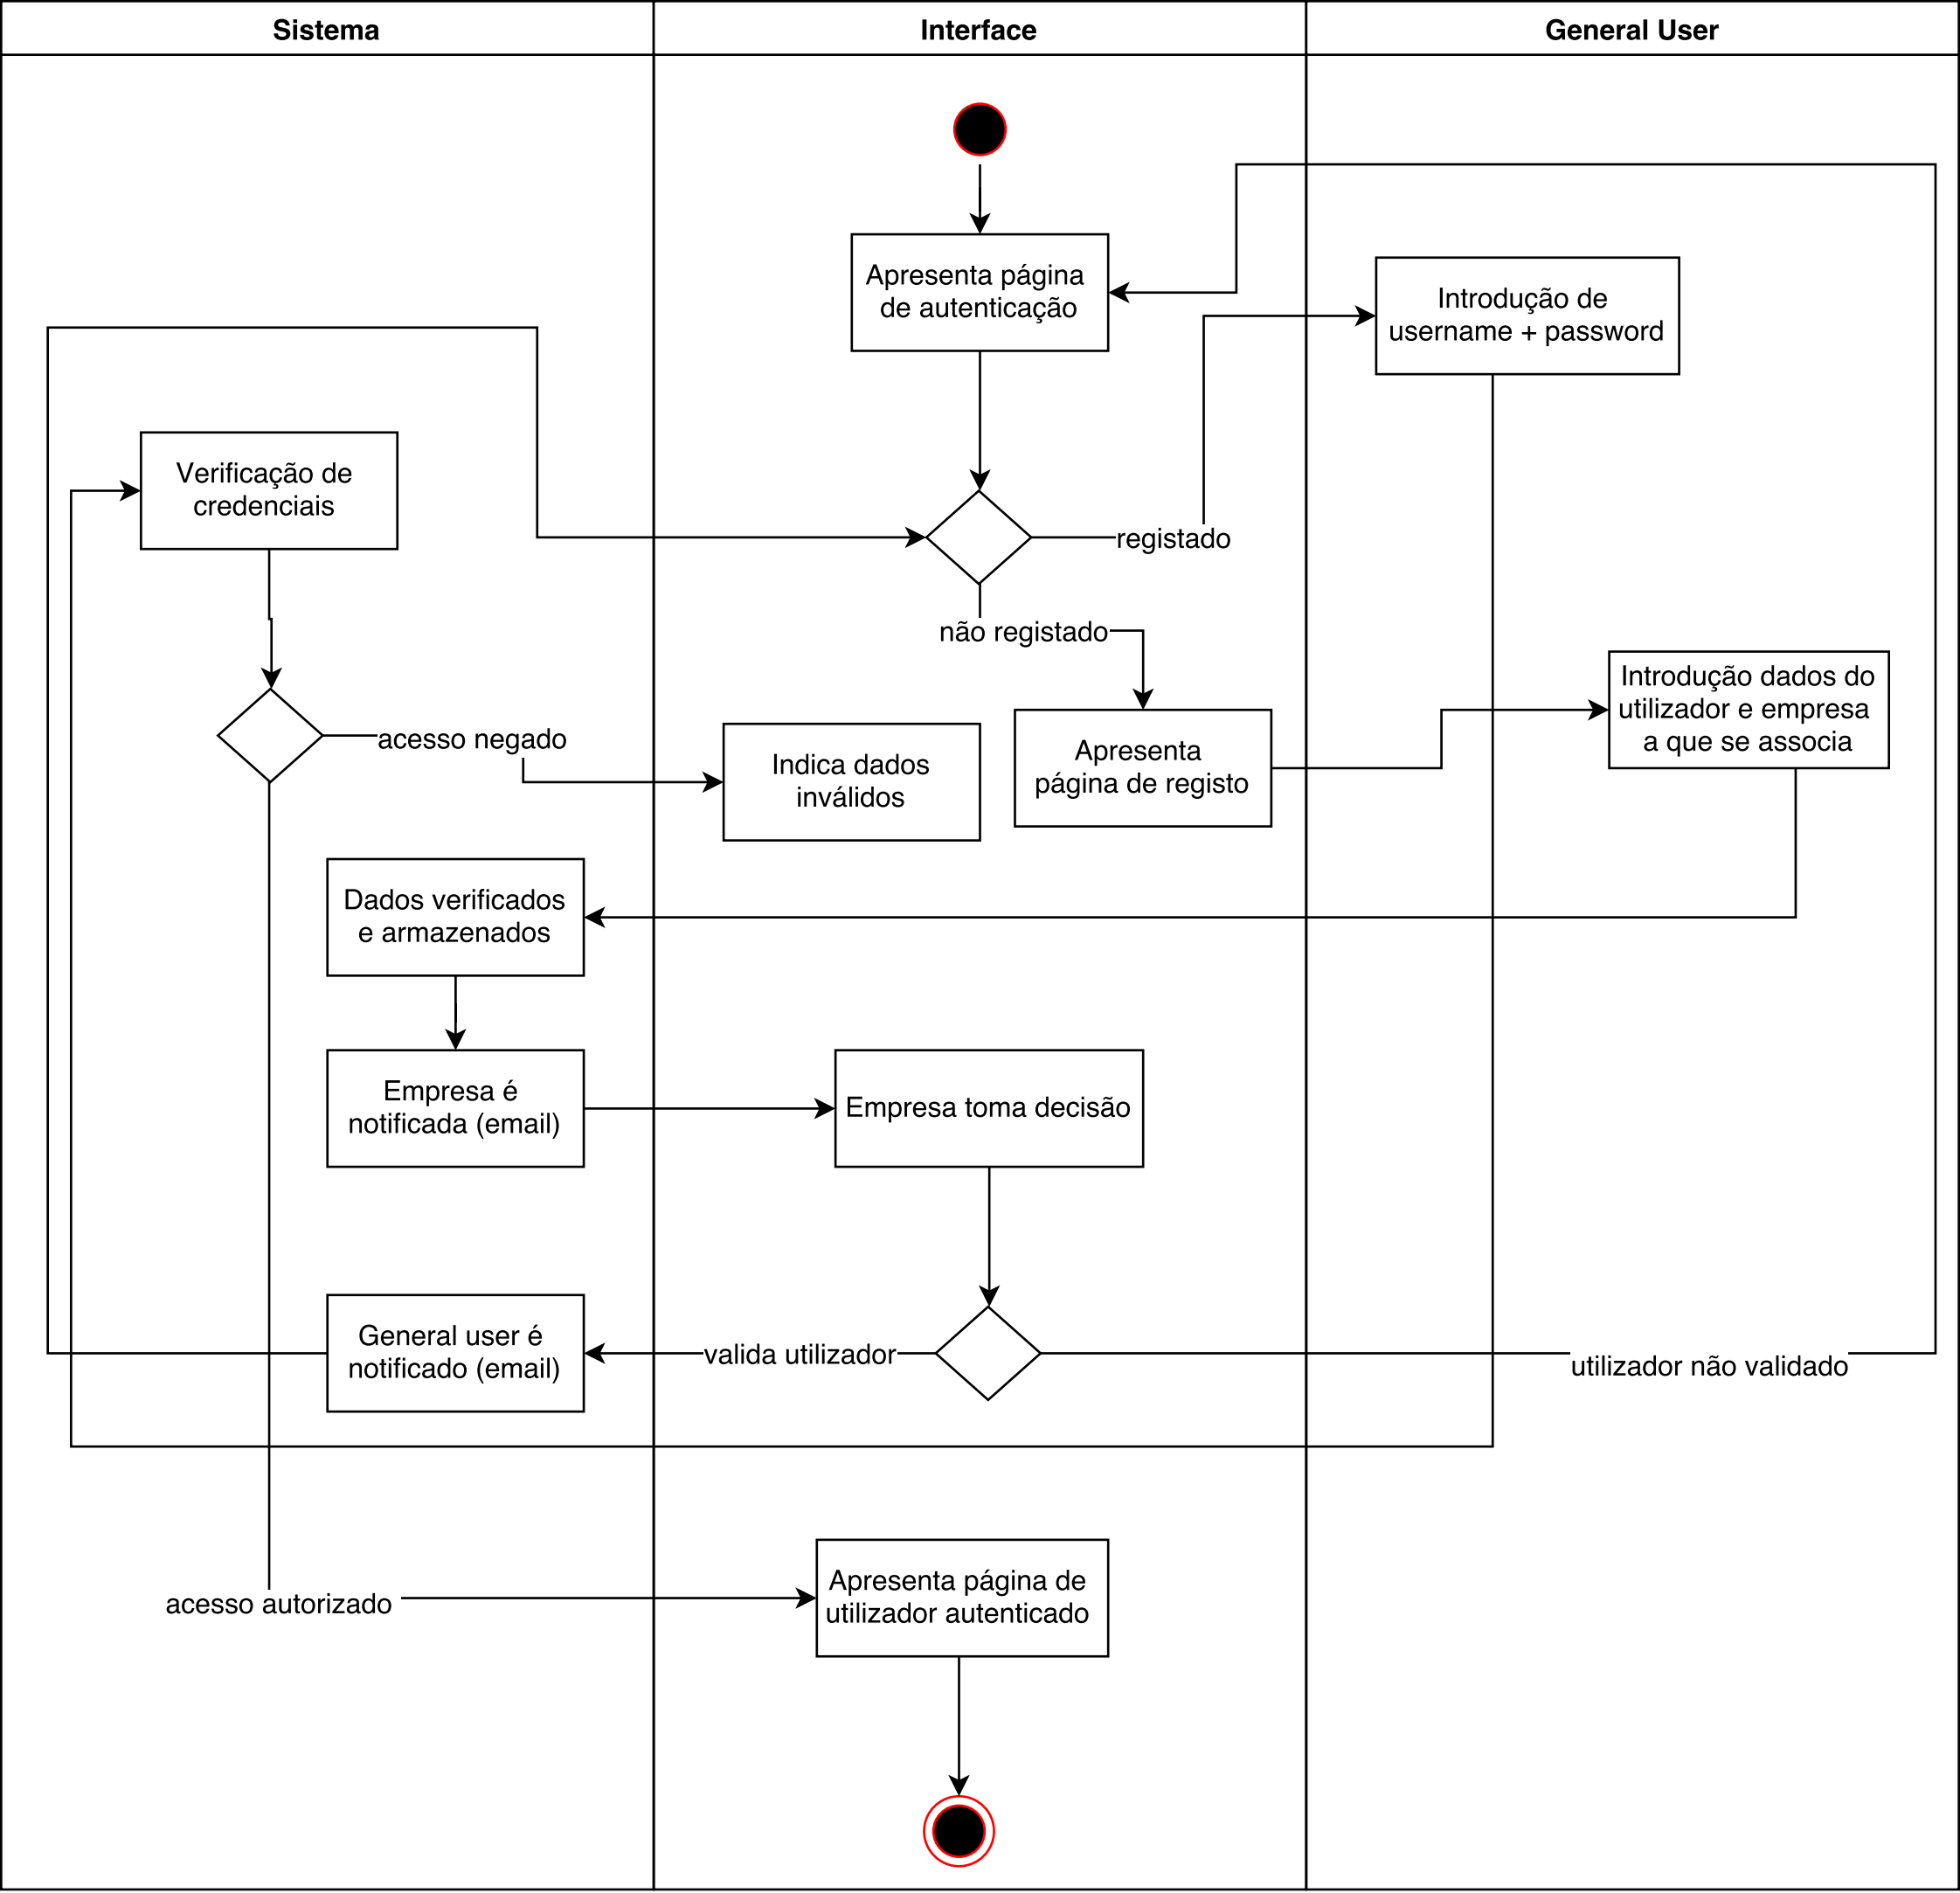 Sistema
Interface
General User
Apresenta página
de autenticação
Introdução de
username + password
Verificação de
credenciais
registado
não registado
Introdução dados do
utilizador e empresa
a que se associa
acesso negado
Indica dados
inválidos
Apresenta
página de registo
Dados verificados
e armazenados
Empresa é
notificada (email)
Empresa toma decisão
General user é
notificado (email)
valida utilizador
utilizador não validado
Apresenta página de
utilizador autenticado
acesso autorizado